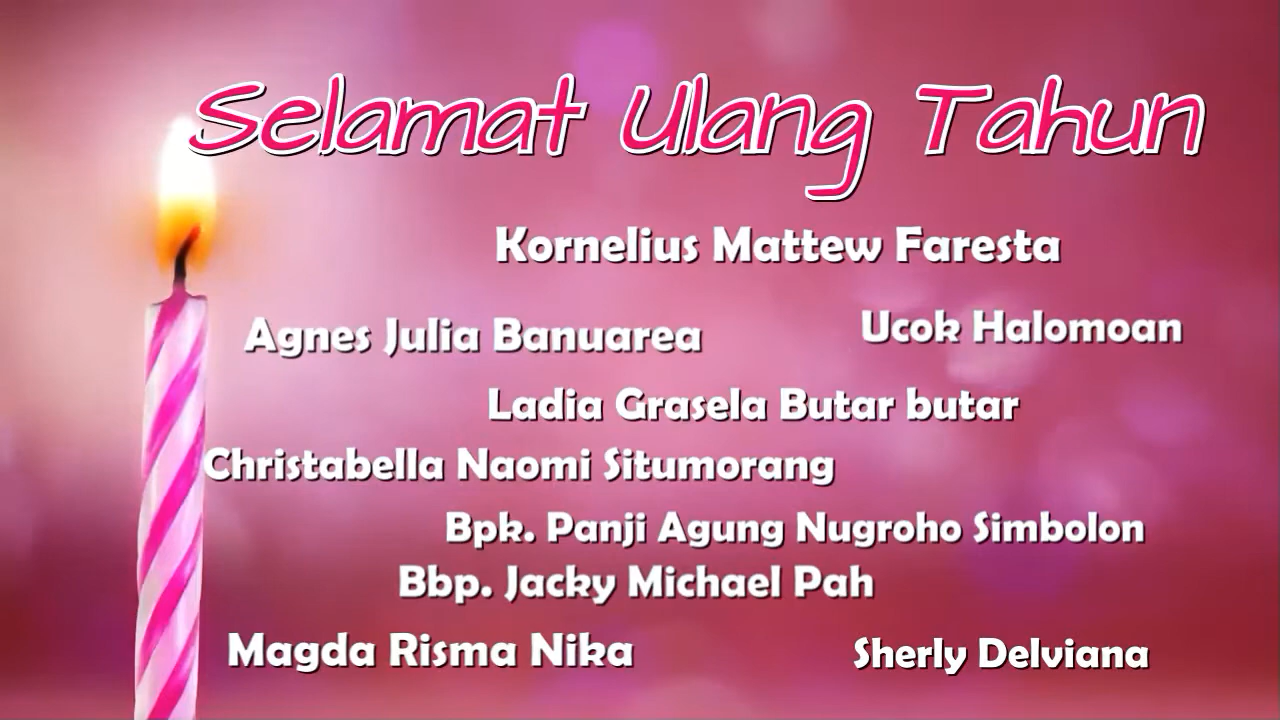 Selamat Ulang Tahun
Kornelius Mattew Faresta
Agnes Julia Banuarea
Ucok Halomoan
Ladia Grasela Butar butar
Christabella Naomi Situmorang
Bpk. Panji Agung Nugroho Simbolon
Bbp. Jacky Michael Pah
Magda Risma Nika
Sherly Delviana